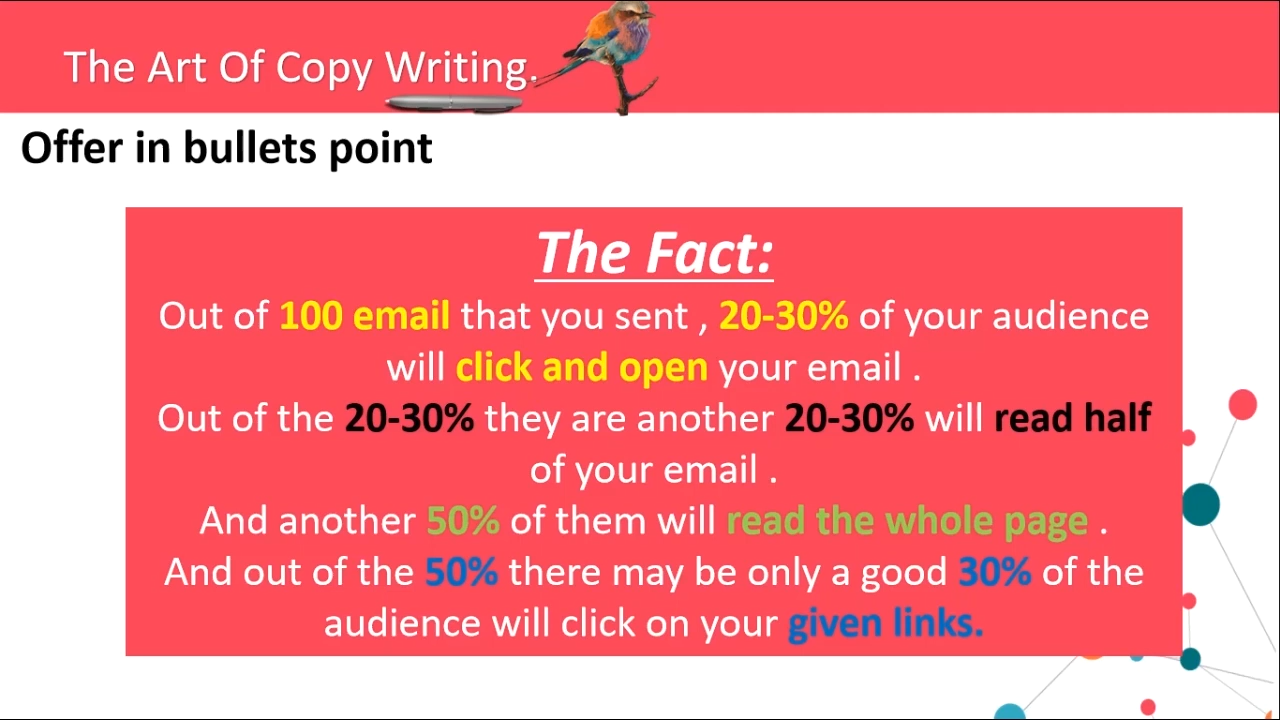 The Art Of Copy Writing.
Offer in bullets point
The Fact:
Out of 100 email that you sent , 20-30% of your audience
will click and open your email .
Out of the 20-30% they are another 20-30% will read half
of your email .
And another 50% of them will read the whole page .
And out of the 50% there may be only a good 30% of the
audience will click on your given links.